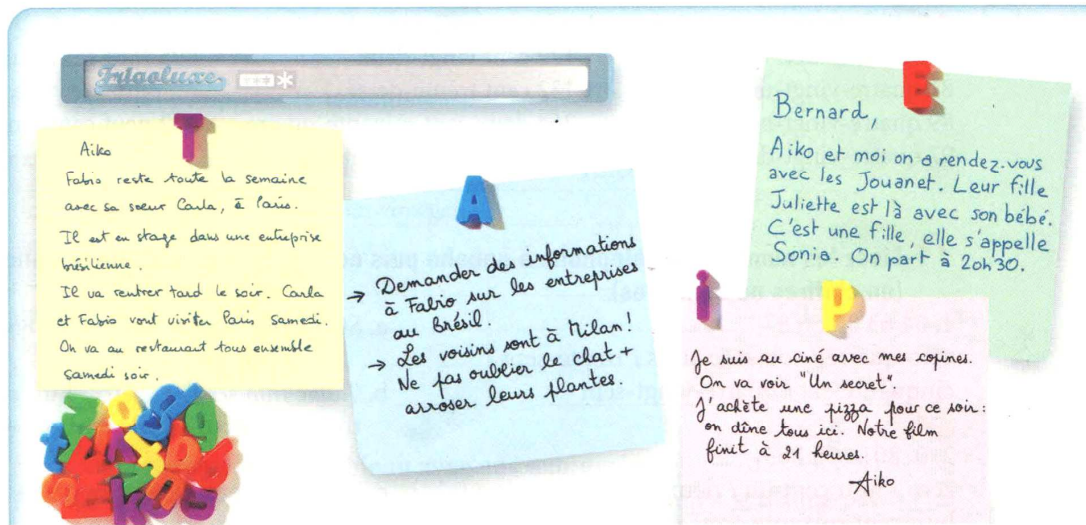 Frigoluxe
Aiko
Fabio reste toute la semaine
avec sa soeur Carla, à Paris.
Il est en stage dans une entreprise
brésilienne.
Il va rentrer tard le soir. Carla
et Fabio vont visiter Paris samedi.
On va au restaurant tous ensemble
samedi soir.
→ Demander des informations
à Fabio sur les entreprises
au Brésil.
→ Les voisins sont à Milan !
Ne pas oublier le chat +
arroser leurs plantes.
Bernard,
Aiko et moi on a rendez-vous
avec les Jouanet. Leur fille
Juliette est là avec son bébé.
C'est une fille, elle s'appelle
Sonia. On part à 20h30.
Je suis au ciné avec mes copines.
On va voir "Un secret".
J'achète une pizza pour ce soir :
on dîne tous ici. Notre film
finit à 21 heures.
Aiko
T
A
E
i
P